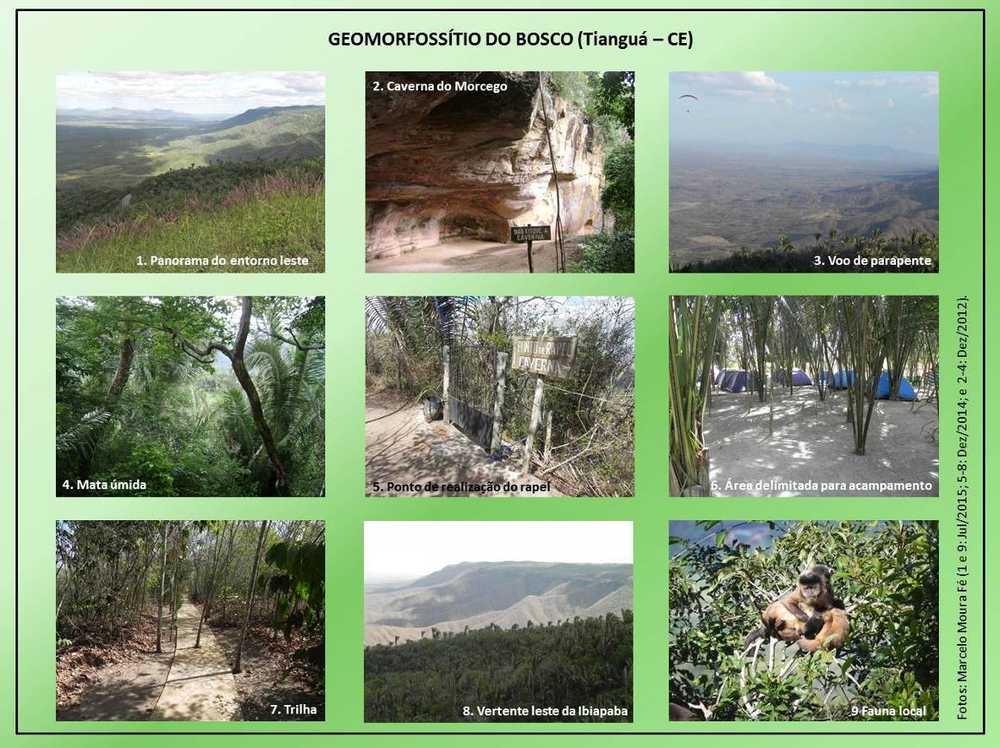 GEOMORFOSSÍTIO DO BOSCO (Tianguá – CE)
1. Panorama do entorno leste
2. Caverna do Morcego
NÃO RISQUE A
CAVERNA
3. Voo de parapente
4. Mata úmida
PONTO DE RAPEL
CAVERNA
5. Ponto de realização do rapel
6. Área delimitada para acampamento
7. Trilha
8. Vertente leste da Ibiapaba
9 Fauna local
Fotos: Marcelo Moura Fé (1 e 9: Jul/2015; 5-8: Dez/2014; e 2-4: Dez/2012).